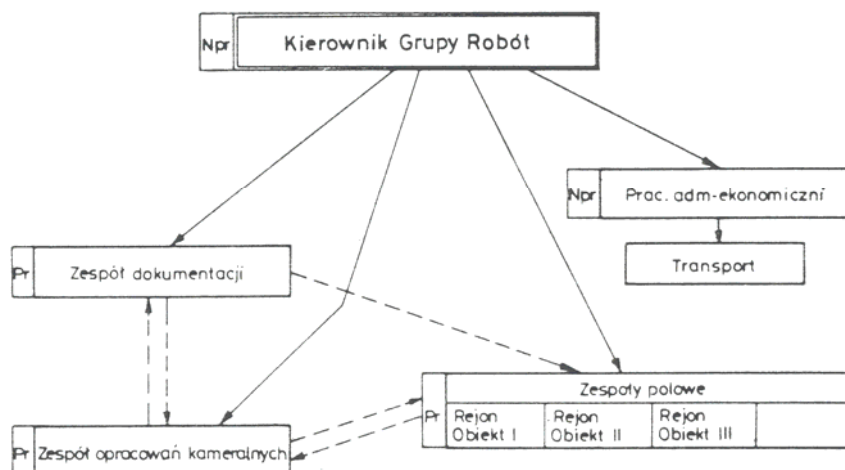 Npr
Kierownik Grupy Robót
Npr
Prac. adm-ekonomiczni
Transport
Pr
Zespół dokumentacji
Zespoły polowe
Pr
Rejon
Obiekt I
Rejon
Obiekt II
Rejon
Obiekt III
Pr
Zespół opracowań kameralnych